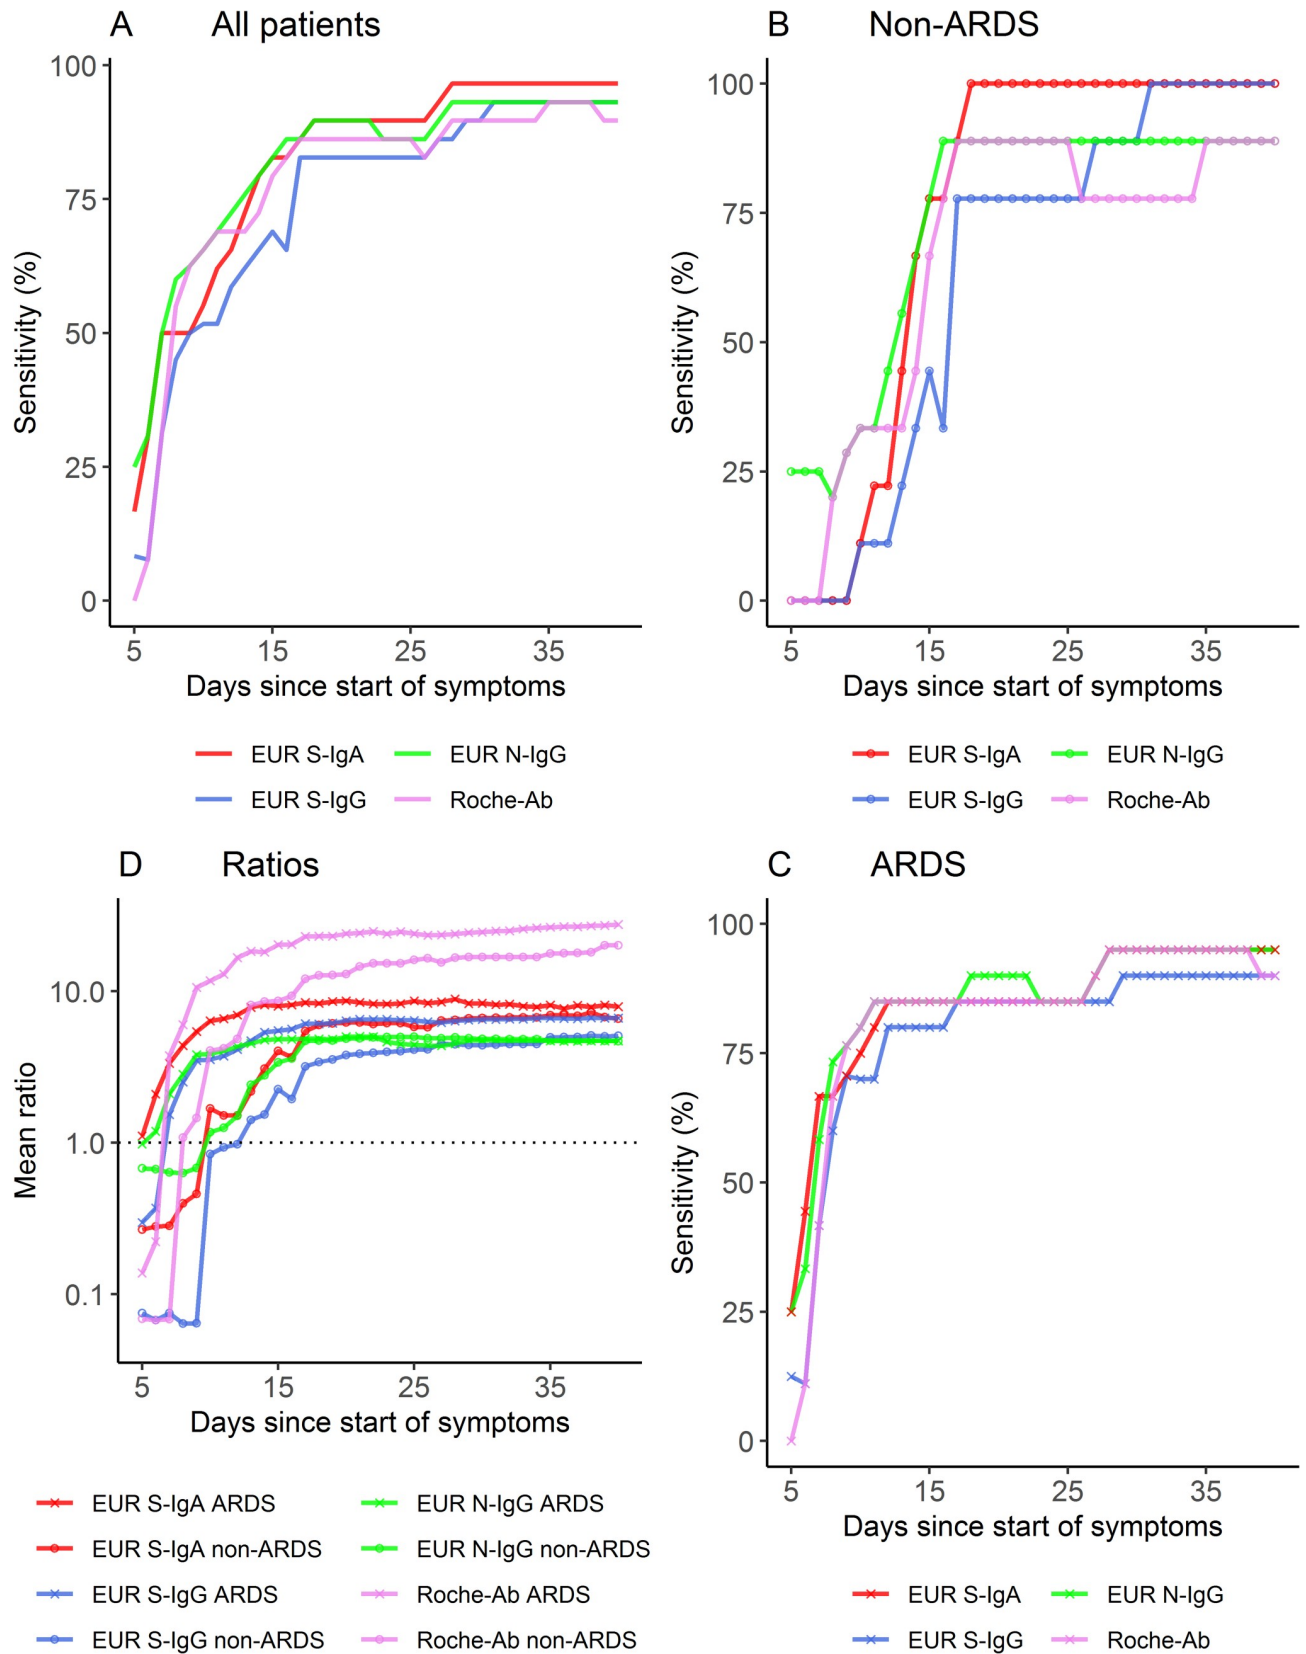 A All patients
100
75
50
25
0
Sensitivity (%)
5 15 25 35
Days since start of symptoms
EUR S-IgA EUR N-IgG
EUR S-IgG Roche-Ab
B Non-ARDS
100
75
50
25
0
Sensitivity (%)
5 15 25 35
Days since start of symptoms
EUR S-IgA EUR N-IgG
EUR S-IgG Roche-Ab
D Ratios
10.0
1.0
0.1
Mean ratio
5 15 25 35
Days since start of symptoms
EUR S-IgA ARDS EUR N-IgG ARDS
EUR S-IgA non-ARDS EUR N-IgG non-ARDS
EUR S-IgG ARDS Roche-Ab ARDS
EUR S-IgG non-ARDS Roche-Ab non-ARDS
C ARDS
100
75
50
25
0
Sensitivity (%)
5 15 25 35
Days since start of symptoms
EUR S-IgA EUR N-IgG
EUR S-IgG Roche-Ab